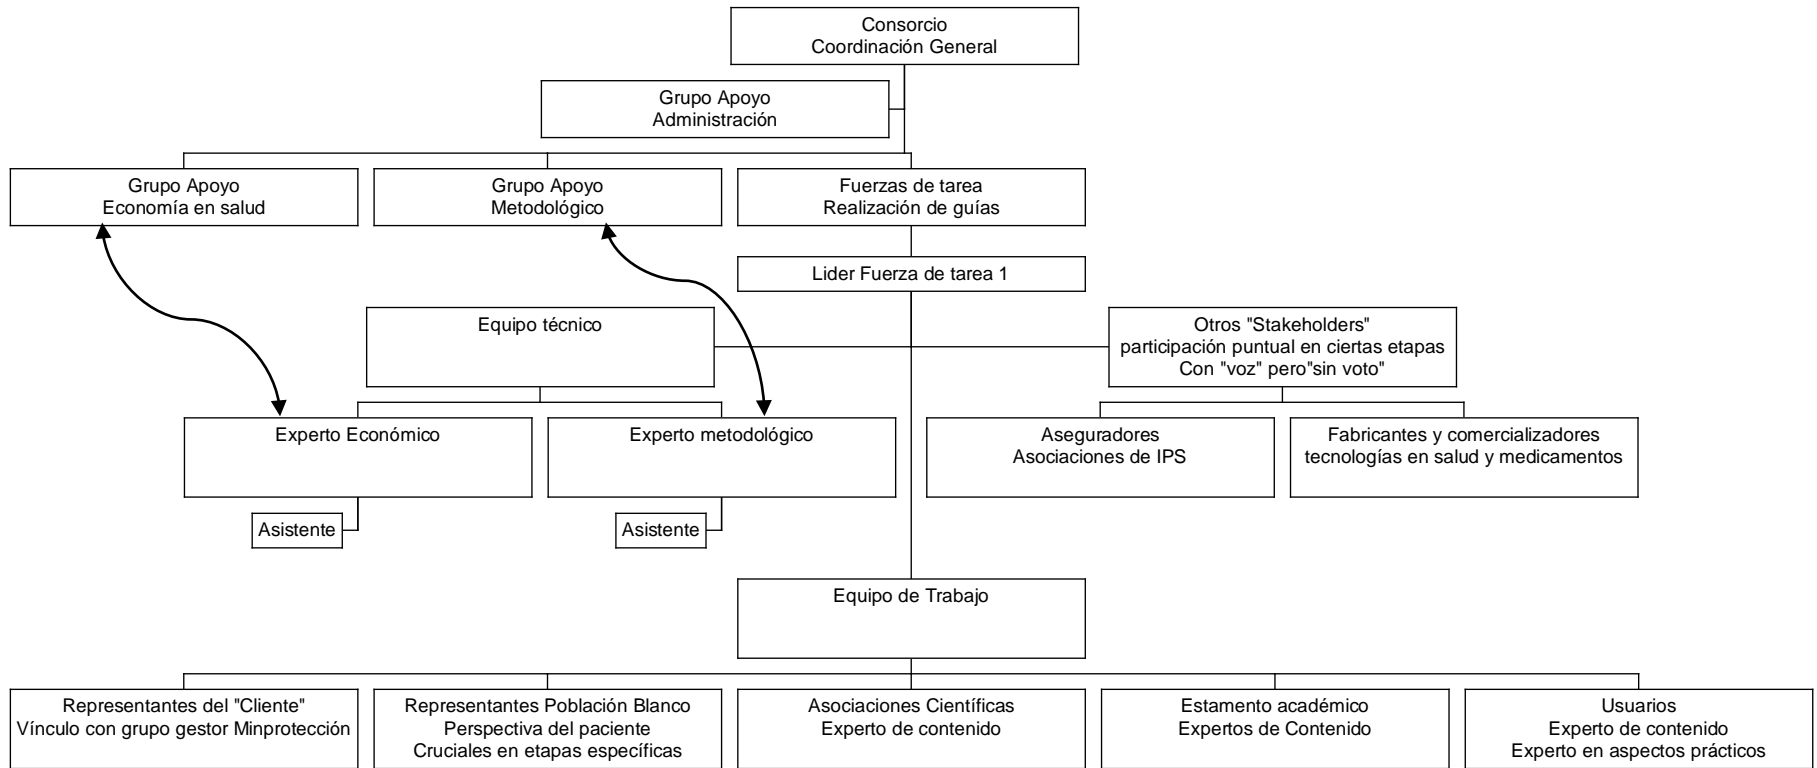 Consorcio
Coordinación General
Grupo Apoyo
Administración
Grupo Apoyo
Economía en salud
Grupo Apoyo
Metodológico
Fuerzas de tarea
Realización de guías
Lider Fuerza de tarea 1
Equipo técnico
Otros "Stakeholders"
participación puntual en ciertas etapas
Con "voz" pero"sin voto"
Experto Económico
Experto metodológico
Aseguradores
Asociaciones de IPS
Fabricantes y comercializadores
tecnologías en salud y medicamentos
Asistente
Asistente
Equipo de Trabajo
Representantes del "Cliente"
Vínculo con grupo gestor Minprotección
Representantes Población Blanco
Perspectiva del paciente
Cruciales en etapas específicas
Asociaciones Científicas
Experto de contenido
Estamento académico
Expertos de Contenido
Usuarios
Experto de contenido
Experto en aspectos prácticos